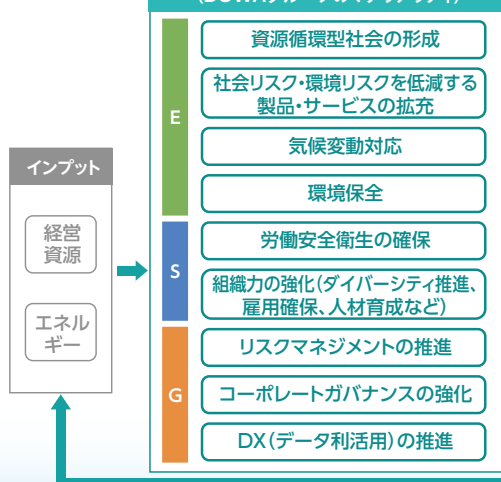 資源循環型社会の形成
社会リスク・環境リスクを低減する
製品・サービスの拡充
E
気候変動対応
環境保全
インプット
経営
資源
エネル
ギー
労働安全衛生の確保
S
組織力の強化(ダイバーシティ推進、
雇用確保、人材育成など)
リスクマネジメントの推進
G
コーポレートガバナンスの強化
DX(データ利活用)の推進